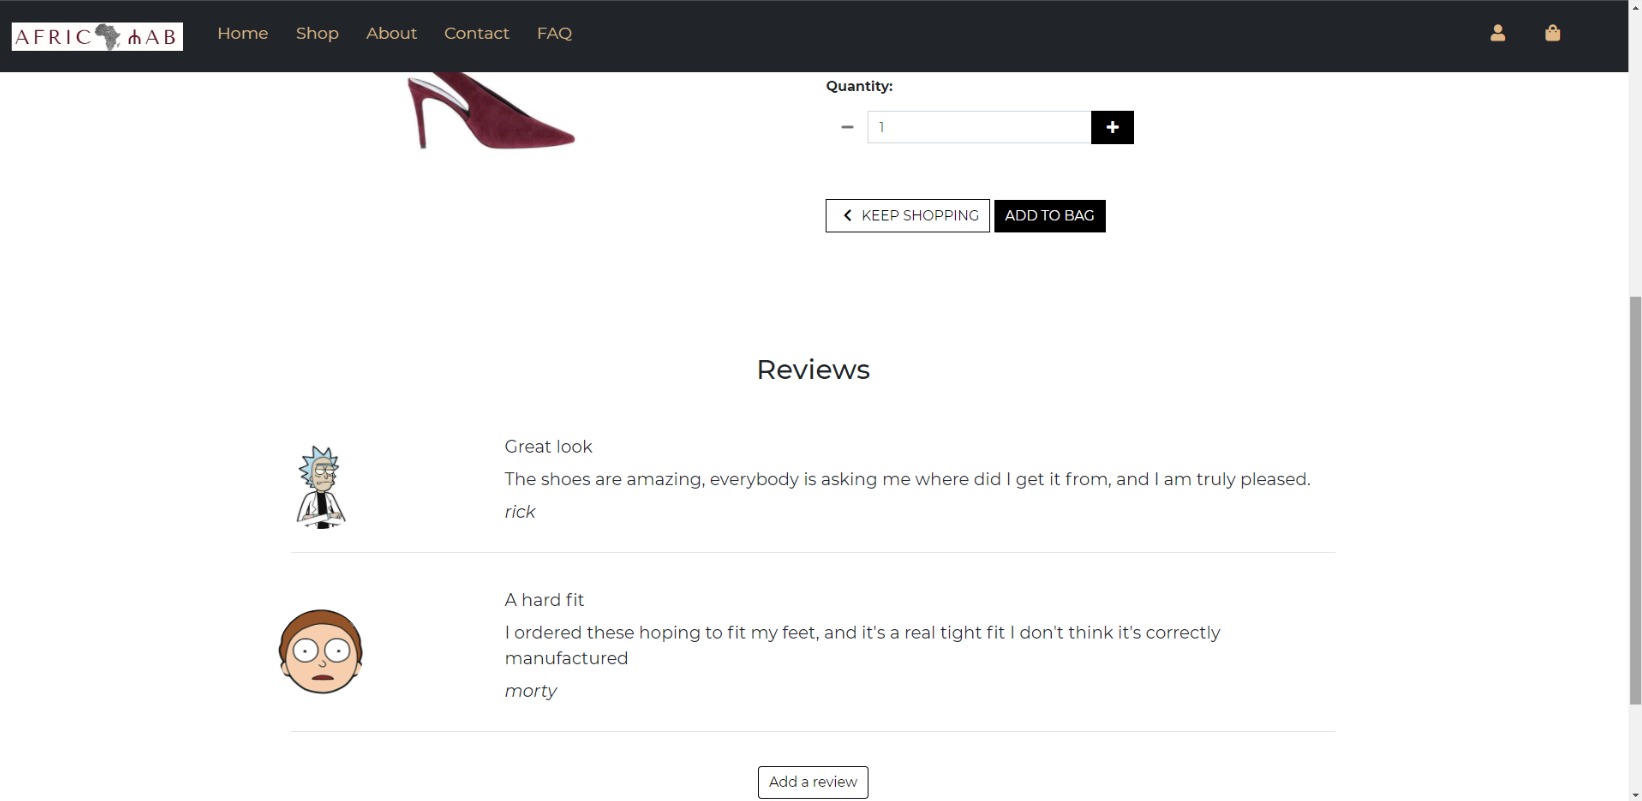 AFRIC ጰAB Home Shop About Contact FAQ
Quantity:
1
KEEP SHOPPING ADD TO BAG
Reviews
Great look
The shoes are amazing, everybody is asking me where did I get it from, and I am truly pleased.
rick
A hard fit
I ordered these hoping to fit my feet, and it's a real tight fit I don't think it's correctly
manufactured
morty
Add a review